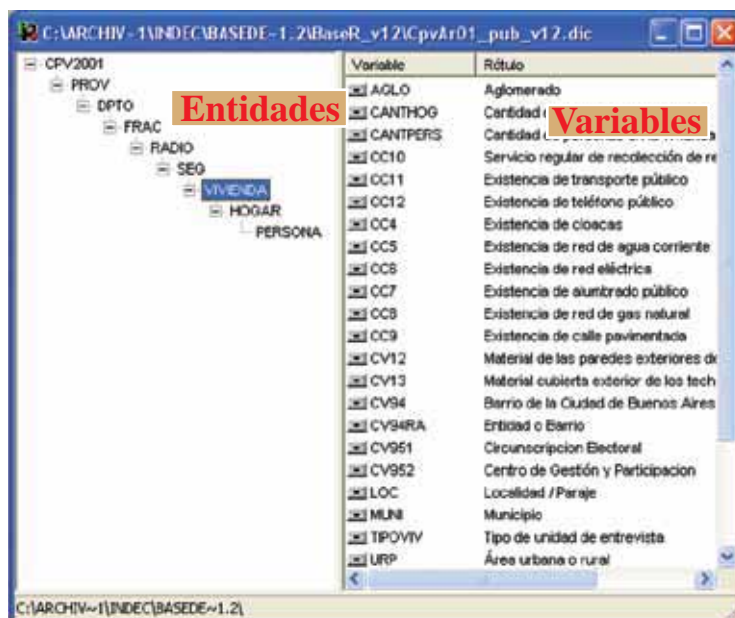 C:\ARCHIV~1\INDEC\BASEDE~1.2\BaseR_v12\CpvAr01_pub_v12.dic
CPV2001
PROV
DPTO
FRAC
RADIO
SEG
VIVIENDA
HOGAR
PERSONA
Entidades
Variables
Variable Rótulo
AGLO Aglomerado
CANTHOG Cantidad
CANTPERS Cantidad
CC10 Servicio regular de recolección de re
CC11 Existencia de transporte público
CC12 Existencia de teléfono público
CC4 Existencia de cloacas
CC5 Existencia de red de agua corriente
CC6 Existencia de red eléctrica
CC7 Existencia de alumbrado público
CC8 Existencia de red de gas natural
CC9 Existencia de calle pavimentada
CV12 Material de las paredes exteriores de
CV13 Material cubierta exterior de los tech
CV94 Barrio de la Ciudad de Buenos Aires
CV94RA Entidad o Barrio
CV951 Circunscripcion Electoral
CV952 Centro de Gestión y Participacion
LOC Localidad / Paraje
MUNI Municipio
TIPOVIV Tipo de unidad de entrevista
URP Área urbana o rural
C:\ARCHIV~1\INDEC\BASEDE~1.2\